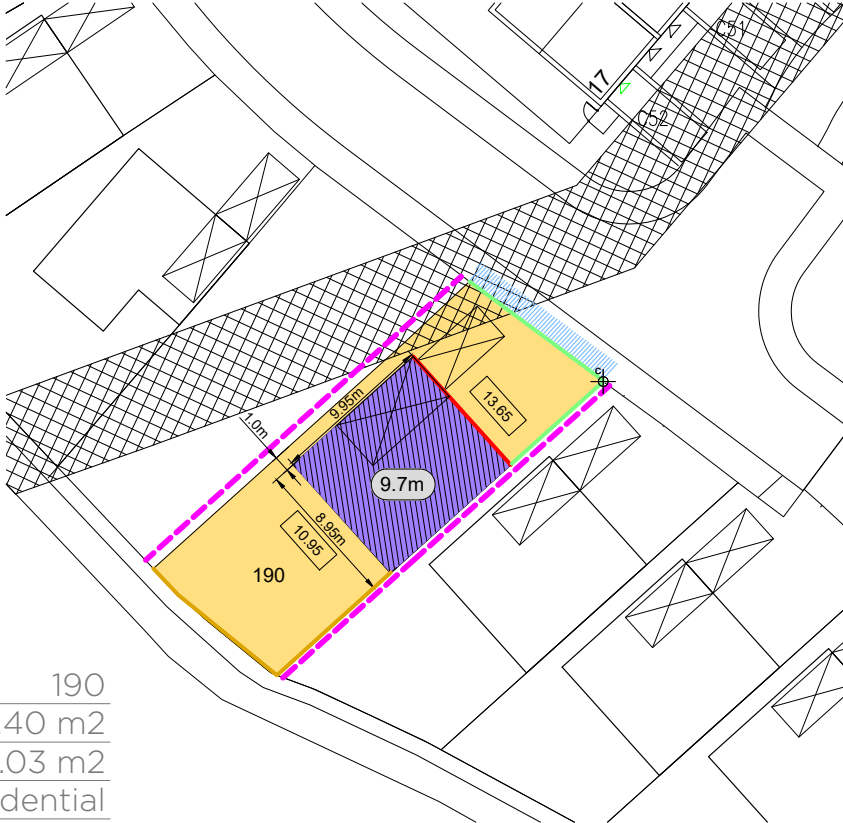 C51
17
C52
c
13.65
9.95m
1.0m
9.7m
8.95m
10.95
190
190
.40 m2
.03 m2
dential